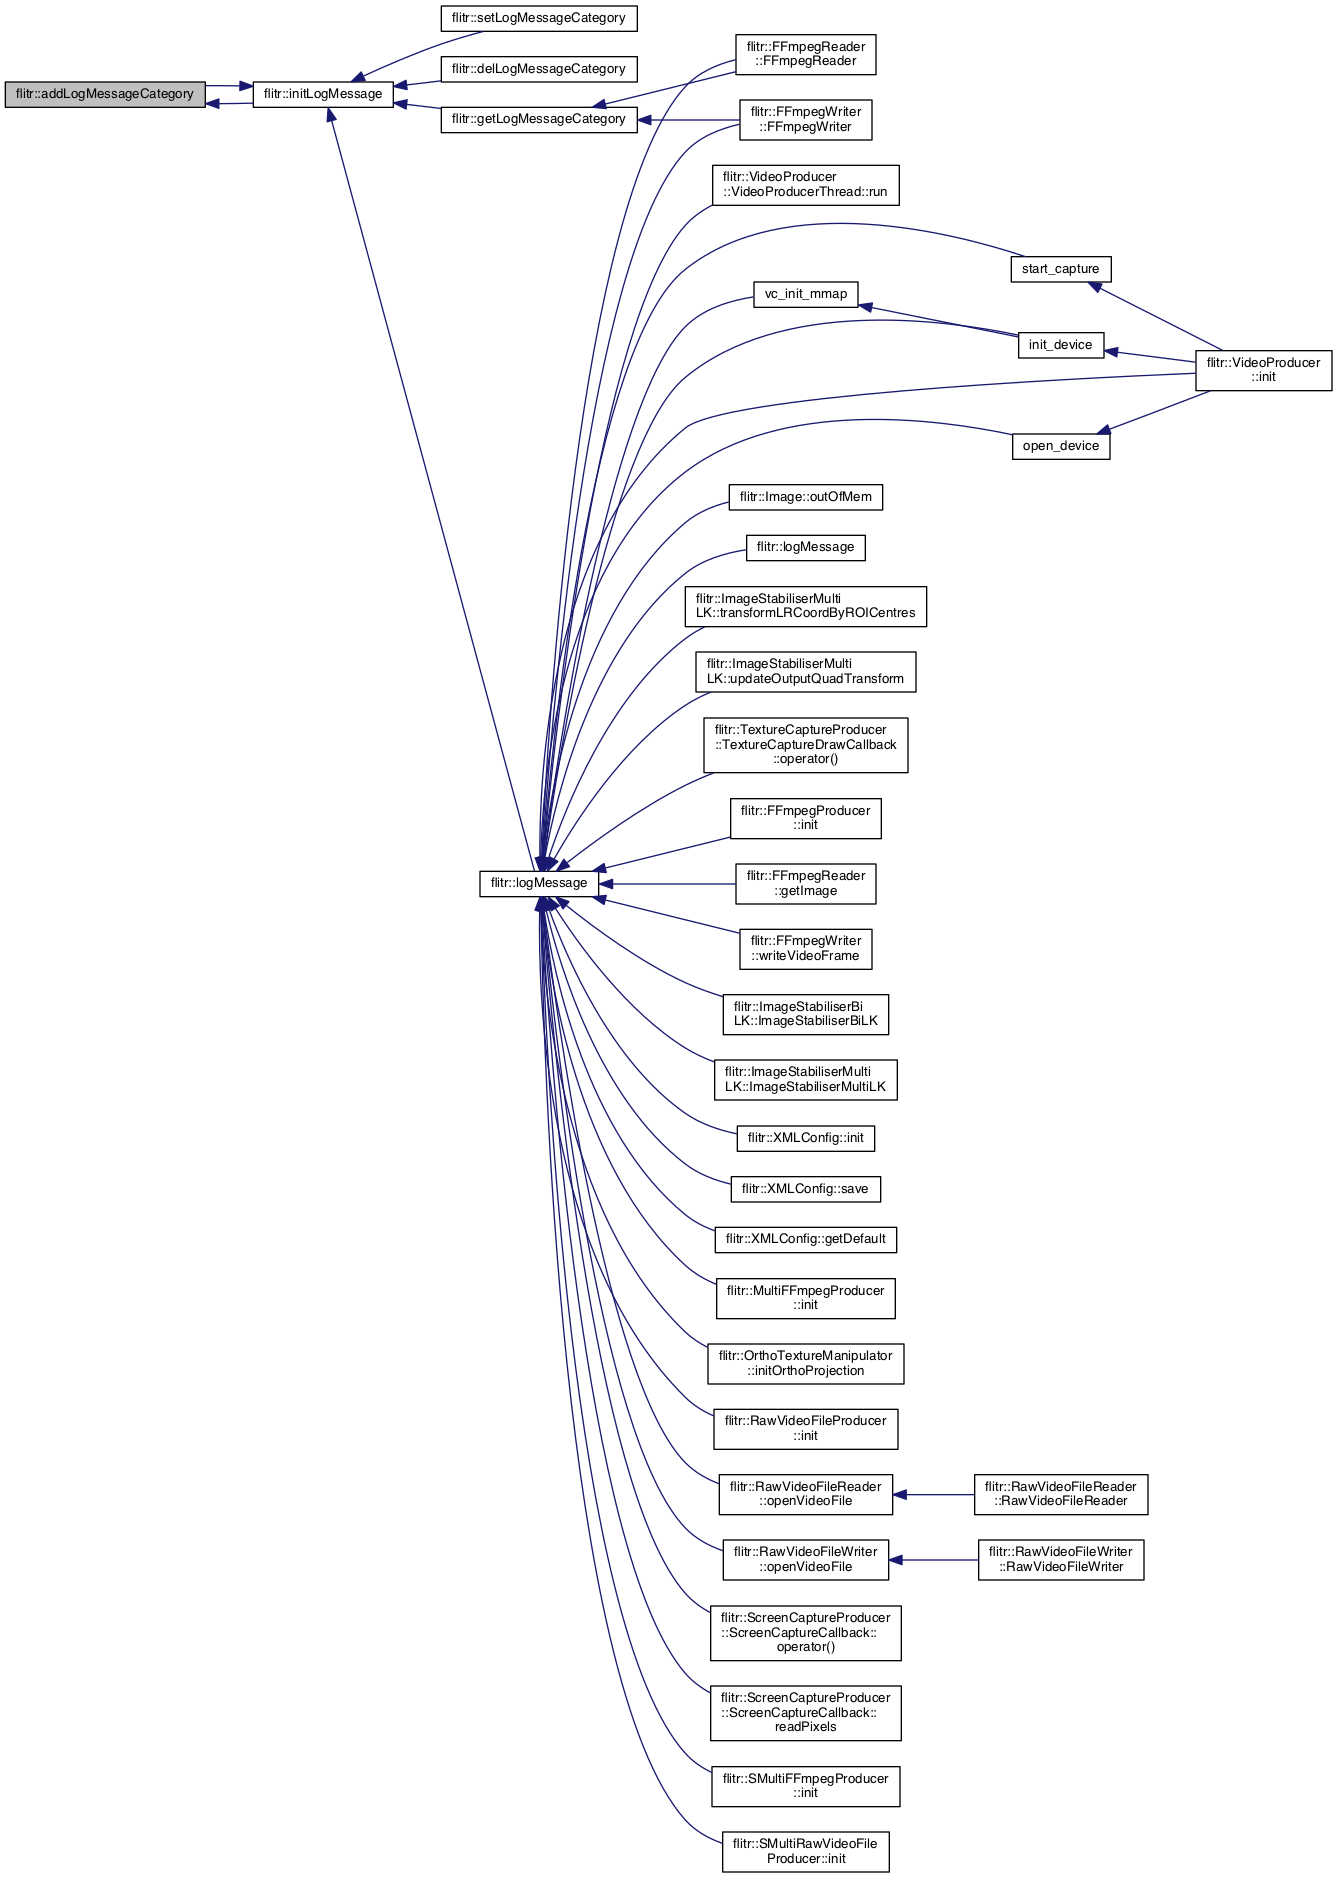 flitr::setLogMessageCategory
flitr::delLogMessageCategory
flitr::addLogMessageCategory
flitr::initLogMessage
flitr::getLogMessageCategory
flitr::FFmpegReader
::FFmpegReader
flitr::FFmpegWriter
::FFmpegWriter
flitr::VideoProducer
::VideoProducerThread::run
start_capture
vc_init_mmap
init_device
flitr::VideoProducer
::init
open_device
flitr::Image::outOfMem
flitr::logMessage
flitr::ImageStabiliserMulti
LK::transformLRCoordByROICentres
flitr::ImageStabiliserMulti
LK::updateOutputQuadTransform
flitr::TextureCaptureProducer
::TextureCaptureDrawCallback
::operator()
flitr::FFmpegProducer
::init
flitr::logMessage
flitr::FFmpegReader
::getImage
flitr::FFmpegWriter
::writeVideoFrame
flitr::ImageStabiliserBi
LK::ImageStabiliserBiLK
flitr::ImageStabiliserMulti
LK::ImageStabiliserMultiLK
flitr::XMLConfig::init
flitr::XMLConfig::save
flitr::XMLConfig::getDefault
flitr::MultiFFmpegProducer
::init
flitr::OrthoTextureManipulator
::initOrthoProjection
flitr::RawVideoFileProducer
::init
flitr::RawVideoFileReader
::openVideoFile
flitr::RawVideoFileReader
::RawVideoFileReader
flitr::RawVideoFileWriter
::openVideoFile
flitr::RawVideoFileWriter
::RawVideoFileWriter
flitr::ScreenCaptureProducer
::ScreenCaptureCallback::
operator()
flitr::ScreenCaptureProducer
::ScreenCaptureCallback::
readPixels
flitr::SMultiFFmpegProducer
::init
flitr::SMultiRawVideoFile
Producer::init